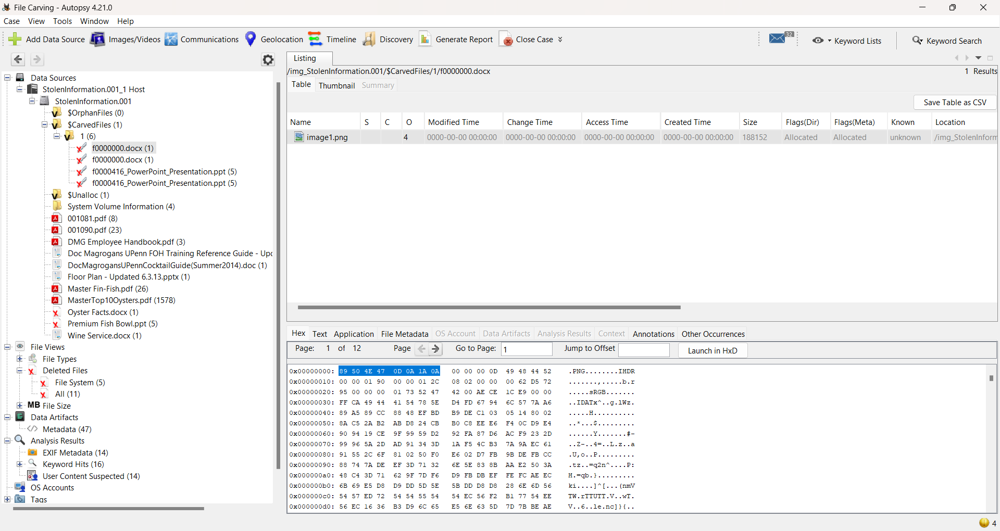 File Carving - Autopsy 4.21.0
Case View Tools Window Help
Add Data Source Images/Videos Communications Geolocation Timeline Discovery Generate Report Close Case 32 Keyword Lists Keyword Search
Listing
/img_StolenInformation.001/$CarvedFiles/1/f0000000.docx 1 Results
Table Thumbnail Summary
Save Table as CSV
Name S C O Modified Time Change Time Access Time Created Time Size Flags(Dir) Flags(Meta) Known Location
image1.png 4 0000-00-00 00:00:00 0000-00-00 00:00:00 0000-00-00 00:00:00 0000-00-00 00:00:00 188152 Allocated Allocated unknown /img_StolenInform
Data Sources
StolenInformation.001_1 Host
StolenInformation.001
$OrphanFiles (0)
$CarvedFiles (1)
1 (6)
f0000000.docx (1)
f0000000.docx (1)
f0000416_PowerPoint_Presentation.ppt (5)
f0000416_PowerPoint_Presentation.ppt (5)
$Unalloc (1)
System Volume Information (4)
001081.pdf (8)
001090.pdf (23)
DMG Employee Handbook.pdf (3)
Doc Magrogans UPenn FOH Training Reference Guide - Upd
DocMagrogansUPennCocktailGuide(Summer2014).doc (1)
Floor Plan - Updated 6.3.13.pptx (1)
Master Fin-Fish.pdf (26)
MasterTop10Oysters.pdf (1578)
Oyster Facts.docx (1)
Premium Fish Bowl.ppt (5)
Wine Service.docx (1)
File Views
File Types
Deleted Files
File System (5)
All (11)
MB File Size
Data Artifacts
Metadata (47)
Analysis Results
EXIF Metadata (14)
Keyword Hits (16)
User Content Suspected (14)
OS Accounts
Tags
Hex Text Application File Metadata OS Account Data Artifacts Analysis Results Context Annotations Other Occurrences
Page: 1 of 12 Page Go to Page: 1 Jump to Offset Launch in HxD
0x00000000: 89 50 4E 47 0D 0A 1A 0A 00 00 00 0D 49 48 44 52 .PNG........IHDR
0x00000010: 00 00 01 90 00 00 01 2C 08 02 00 00 00 62 D5 72 .......,.....b.r
0x00000020: 95 00 00 00 01 73 52 47 42 00 AE CE 1C E9 00 00 .....sRGB.......
0x00000030: FF CA 49 44 41 54 78 5E D4 FD 67 94 6C 57 7A A6 ..IDATx^..g.lWz.
0x00000040: 89 A5 89 CC 88 48 EF BD B9 DE C1 03 05 14 80 02 .....H..........
0x00000050: 8A C5 2A B2 AB D8 24 CB B0 C8 EE E6 F4 0C D9 E4 ..*...$.........
0x00000060: 90 94 19 CE 9F 99 59 D2 92 FA 87 D6 AC F9 23 2D ......Y.......#-
0x00000070: 99 96 5A 2D AD 91 34 3D 1A F5 4C B3 7A 9A EC 61 ..Z-..4=..L.z..a
0x00000080: 91 55 2C 6F 81 02 50 F0 E6 02 D7 FB 9B DE FB CC .U,o..P.........
0x00000090: 88 74 7A DE EF 3D 71 32 6E 5E 83 8B AA E2 50 3A .tz..=q2n^....P:
0x000000a0: 48 C4 3D 71 62 9F 7D F6 D9 FB DB EF FE FC AE EC H.=qb.}.........
0x000000b0: 6B 69 E5 D8 D9 DD 5D 5E 5B DD D8 D8 28 6E 6D 56 ki....]^[...(nmV
0x000000c0: 54 57 ED 72 54 54 55 54 54 EC 56 F2 B1 77 54 EE TW.rTTUTT.V..wT.
0x000000d0: 56 EC 16 36 B3 D9 6C 65 E5 6E 63 5D 7D 7B BE AE V..6..le.nc]}{..
4